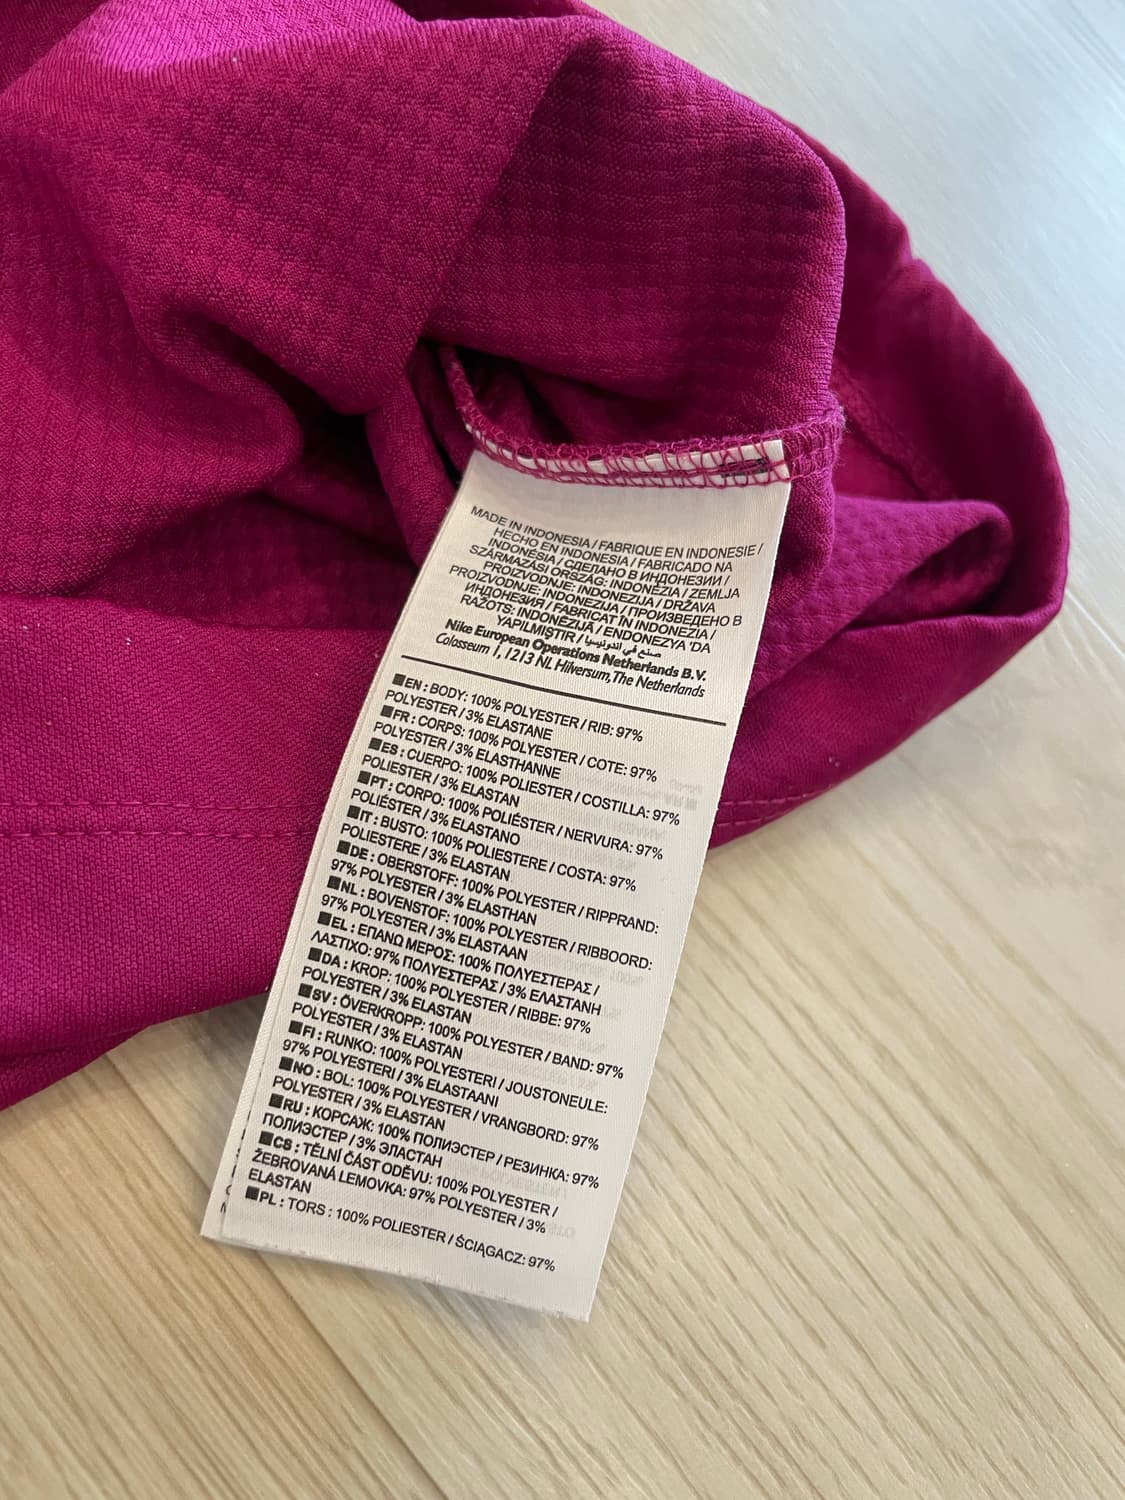 MADE IN INDONESIA / FABRIQUE EN INDONESIE /
HECHO EN INDONESIA / FABRICADO NA
INDONÉSIA / СДЕЛАНО В ИНДОНЕЗИИ /
SZÁRMAZÁSI ORSZÁG: INDONÉZIA / ZEMLJA
PROIZVODNJE: INDONEZIJA / DRŽAVA
PROIZVODNJE: INDONEZIJA / ПРОИЗВЕДЕНО В
ИНДОНЕЗИЯ / FABRICAT ÎN INDONEZIA /
RAŽOTS: INDONĒZIJĀ / ENDONEZYA 'DA
YAPILMIŞTIR / صنع في اندونيسيا
Nike European Operations Netherlands B.V.
Colosseum 1, 1213 NL Hilversum, The Netherlands
EN : BODY: 100% POLYESTER / RIB: 97%
POLYESTER / 3% ELASTANE
FR : CORPS: 100% POLYESTER / COTE: 97%
POLYESTER / 3% ELASTHANNE
ES : CUERPO: 100% POLIESTER / COSTILLA: 97%
POLIESTER / 3% ELASTAN
PT : CORPO: 100% POLIÉSTER / NERVURA: 97%
POLIÉSTER / 3% ELASTANO
IT : BUSTO: 100% POLIESTERE / COSTA: 97%
POLIESTERE / 3% ELASTAN
DE : OBERSTOFF: 100% POLYESTER / RIPPRAND:
97% POLYESTER / 3% ELASTHAN
NL : BOVENSTOF: 100% POLYESTER / RIBBOORD:
97% POLYESTER / 3% ELASTAAN
EL : ΕΠΑΝΩ ΜΕΡΟΣ: 100% ΠΟΛΥΕΣΤΕΡΑΣ /
ΛΑΣΤΙΧΟ: 97% ΠΟΛΥΕΣΤΕΡΑΣ / 3% ΕΛΑΣΤΑΝΗ
DA : KROP: 100% POLYESTER / RIBBE: 97%
POLYESTER / 3% ELASTAN
SV : ÖVERKROPP: 100% POLYESTER / BAND: 97%
POLYESTER / 3% ELASTAN
FI : RUNKO: 100% POLYESTERI / JOUSTONEULE:
97% POLYESTERI / 3% ELASTAANI
NO : BOL: 100% POLYESTER / VRANGBORD: 97%
POLYESTER / 3% ELASTAN
RU : КОРСАЖ: 100% ПОЛИЭСТЕР / РЕЗИНКА: 97%
ПОЛИЭСТЕР / 3% ЭЛАСТАН
CS : TĚLNÍ ČÁST ODĚVU: 100% POLYESTER /
ŽEBROVANÁ LEMOVKA: 97% POLYESTER / 3%
ELASTAN
PL : TORS : 100% POLIESTER / ŚCIĄGACZ: 97%